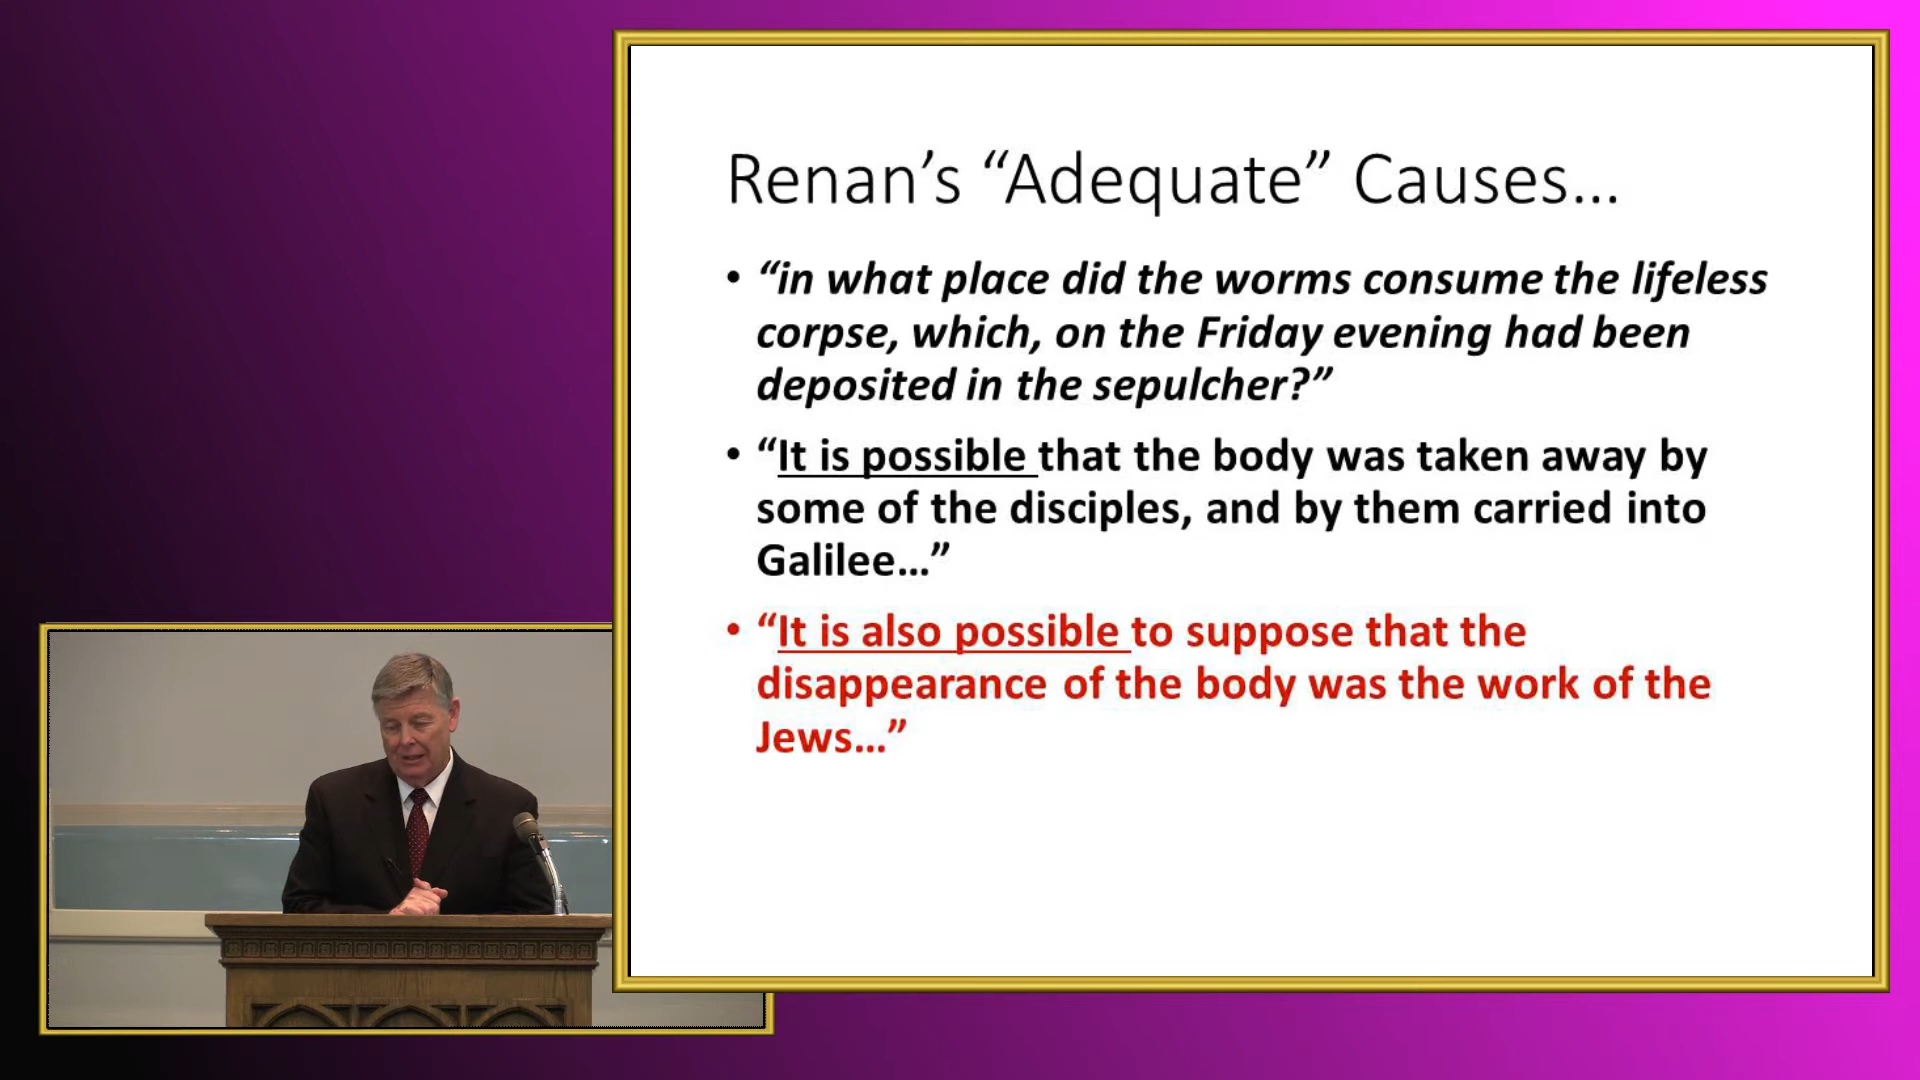 Renan’s “Adequate” Causes...
• “in what place did the worms consume the lifeless
corpse, which, on the Friday evening had been
deposited in the sepulcher?”
• “It is possible that the body was taken away by
some of the disciples, and by them carried into
Galilee...”
• “It is also possible to suppose that the
disappearance of the body was the work of the
Jews...”